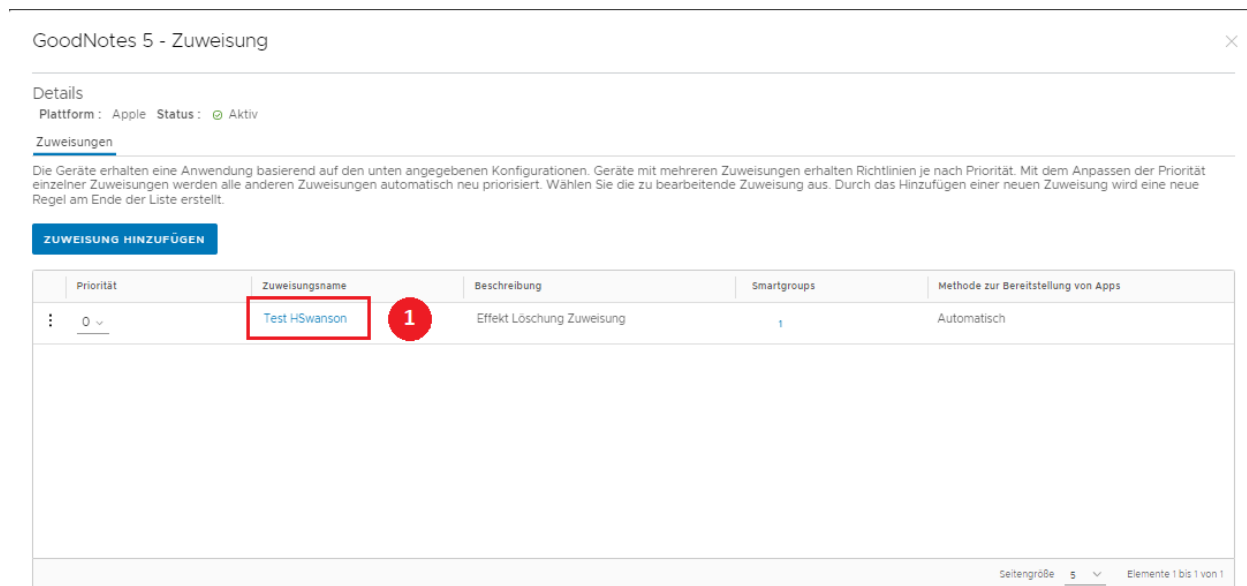 GoodNotes 5 - Zuweisung
Details
Plattform : Apple Status : Aktiv
Zuweisungen
Die Geräte erhalten eine Anwendung basierend auf den unten angegebenen Konfigurationen. Geräte mit mehreren Zuweisungen erhalten Richtlinien je nach Priorität. Mit dem Anpassen der Priorität
einzelner Zuweisungen werden alle anderen Zuweisungen automatisch neu priorisiert. Wählen Sie die zu bearbeitende Zuweisung aus. Durch das Hinzufügen einer neuen Zuweisung wird eine neue
Regel am Ende der Liste erstellt.
ZUWEISUNG HINZUFÜGEN
Priorität Zuweisungsname Beschreibung Smartgroups Methode zur Bereitstellung von Apps
0 Test HSwanson 1 Effekt Löschung Zuweisung 1 Automatisch
Seitengröße 5 Elemente 1 bis 1 von 1